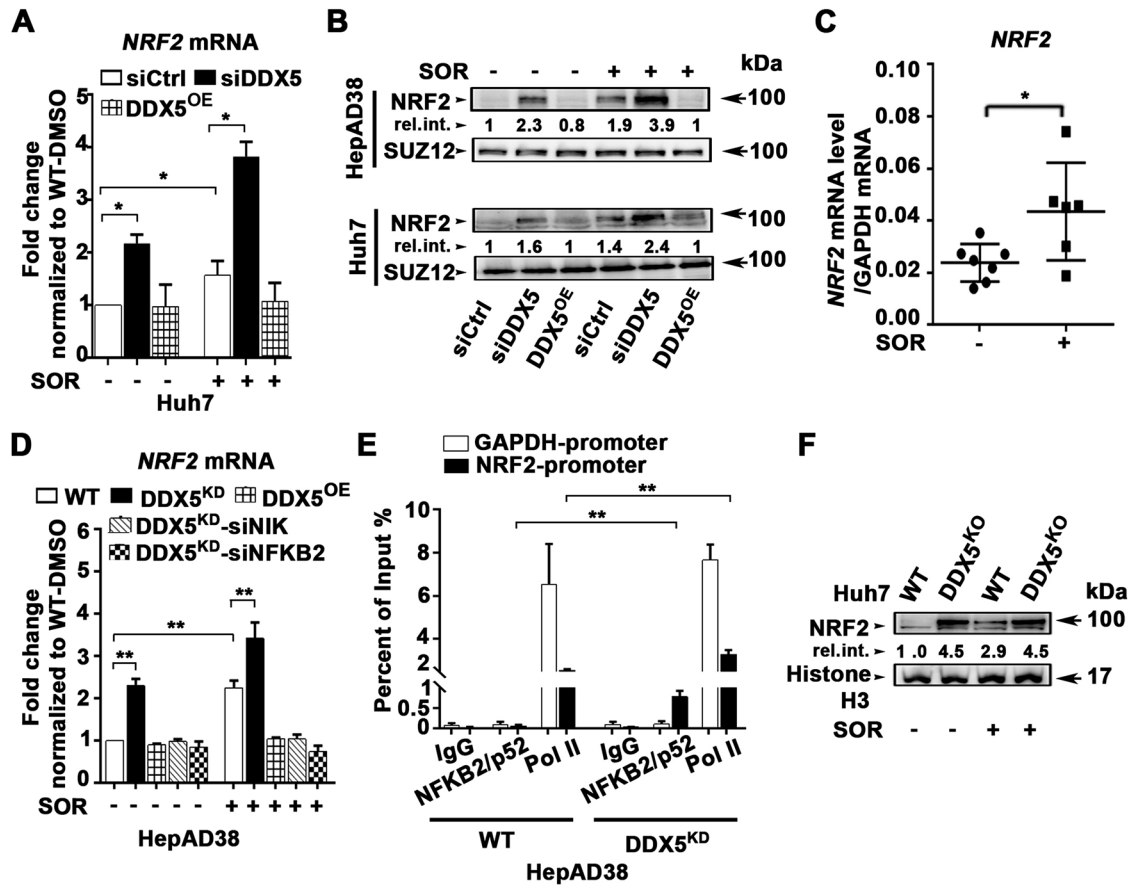 A
NRF2 mRNA
siCtrl siDDX5
DDX5OE
Fold change
normalized to WT-DMSO
5
4
3
2
1
0
* * *
SOR - - - + + +
Huh7
B
SOR - - - + + + kDa
HepAD38
NRF2 100
rel.int. 1 2.3 0.8 1.9 3.9 1
SUZ12 100
Huh7
NRF2 100
rel.int. 1 1.6 1 1.4 2.4 1
SUZ12 100
siCtrl siDDX5 DDX5OE siCtrl siDDX5 DDX5OE
C
NRF2
*
NRF2 mRNA level
/GAPDH mRNA
0.10
0.08
0.06
0.04
0.02
0.00
SOR - +
D
NRF2 mRNA
WT DDX5KD DDX5OE
DDX5KD-siNIK
DDX5KD-siNFKB2
Fold change
normalized to WT-DMSO
6
5
4
3
2
1
0
** ** **
SOR - - - - - + + + + +
HepAD38
E
GAPDH-promoter
NRF2-promoter
**
**
Percent of Input %
10
8
6
4
2
1
0.5
0
IgG NFKB2/p52 Pol II IgG NFKB2/p52 Pol II
WT DDX5KD
HepAD38
F
Huh7 WT DDX5KO WT DDX5KO kDa
NRF2 100
rel.int. 1 .0 4.5 2.9 4.5
Histone 17
H3
SOR - - + +